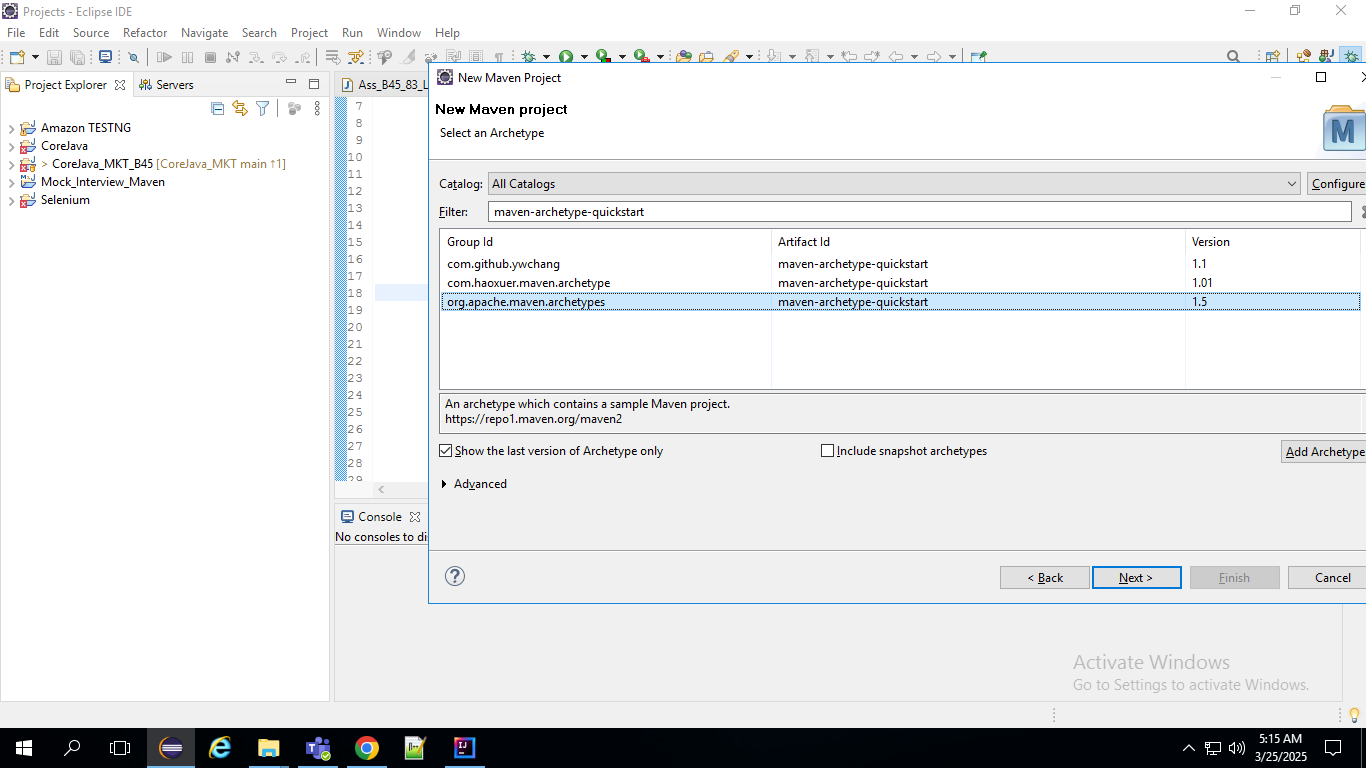 Projects - Eclipse IDE
File Edit Source Refactor Navigate Search Project Run Window Help
Project Explorer
Servers
Amazon TESTNG
CoreJava
> CoreJava_MKT_B45 [CoreJava_MKT main ↑1]
Mock_Interview_Maven
Selenium
Ass_B45_83_L
7
8
9
10
11
12
13
14
15
16
17
18
19
20
21
22
23
24
25
26
27
28
29
Console
No consoles to di
New Maven Project
New Maven project
Select an Archetype
M
Catalog: All Catalogs Configure
Filter: maven-archetype-quickstart
Group Id Artifact Id Version
com.github.ywchang maven-archetype-quickstart 1.1
com.haoxuer.maven.archetype maven-archetype-quickstart 1.01
org.apache.maven.archetypes maven-archetype-quickstart 1.5
An archetype which contains a sample Maven project.
https://repo1.maven.org/maven2
Show the last version of Archetype only Include snapshot archetypes Add Archetype
Advanced
? < Back Next > Finish Cancel
Activate Windows
Go to Settings to activate Windows.
5:15 AM
3/25/2025